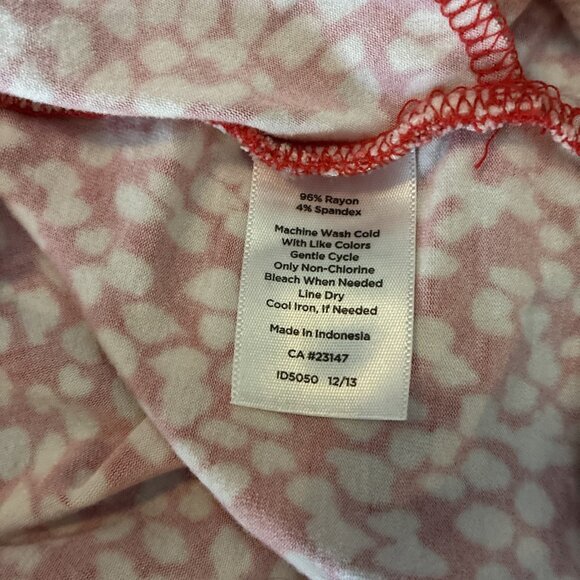 96% Rayon
4% Spandex
Machine Wash Cold
With Like Colors
Gentle Cycle
Only Non-Chlorine
Bleach When Needed
Line Dry
Cool Iron, If Needed
Made in Indonesia
CA #23147
ID5050 12/13